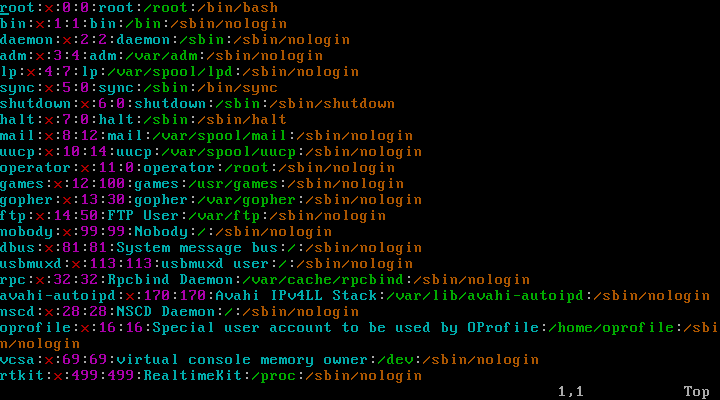 root:x:0:0:root:/root:/bin/bash
bin:x:1:1:bin:/bin:/sbin/nologin
daemon:x:2:2:daemon:/sbin:/sbin/nologin
adm:x:3:4:adm:/var/adm:/sbin/nologin
lp:x:4:7:lp:/var/spool/lpd:/sbin/nologin
sync:x:5:0:sync:/sbin:/bin/sync
shutdown:x:6:0:shutdown:/sbin:/sbin/shutdown
halt:x:7:0:halt:/sbin:/sbin/halt
mail:x:8:12:mail:/var/spool/mail:/sbin/nologin
uucp:x:10:14:uucp:/var/spool/uucp:/sbin/nologin
operator:x:11:0:operator:/root:/sbin/nologin
games:x:12:100:games:/usr/games:/sbin/nologin
gopher:x:13:30:gopher:/var/gopher:/sbin/nologin
ftp:x:14:50:FTP User:/var/ftp:/sbin/nologin
nobody:x:99:99:Nobody:/:/sbin/nologin
dbus:x:81:81:System message bus:/:/sbin/nologin
usbmuxd:x:113:113:usbmuxd user:/:/sbin/nologin
rpc:x:32:32:Rpcbind Daemon:/var/cache/rpcbind:/sbin/nologin
avahi-autoipd:x:170:170:Avahi IPv4LL Stack:/var/lib/avahi-autoipd:/sbin/nologin
nscd:x:28:28:NSCD Daemon:/:/sbin/nologin
oprofile:x:16:16:Special user account to be used by OProfile:/home/oprofile:/sbi
n/nologin
vcsa:x:69:69:virtual console memory owner:/dev:/sbin/nologin
rtkit:x:499:499:RealtimeKit:/proc:/sbin/nologin
1,1 Top